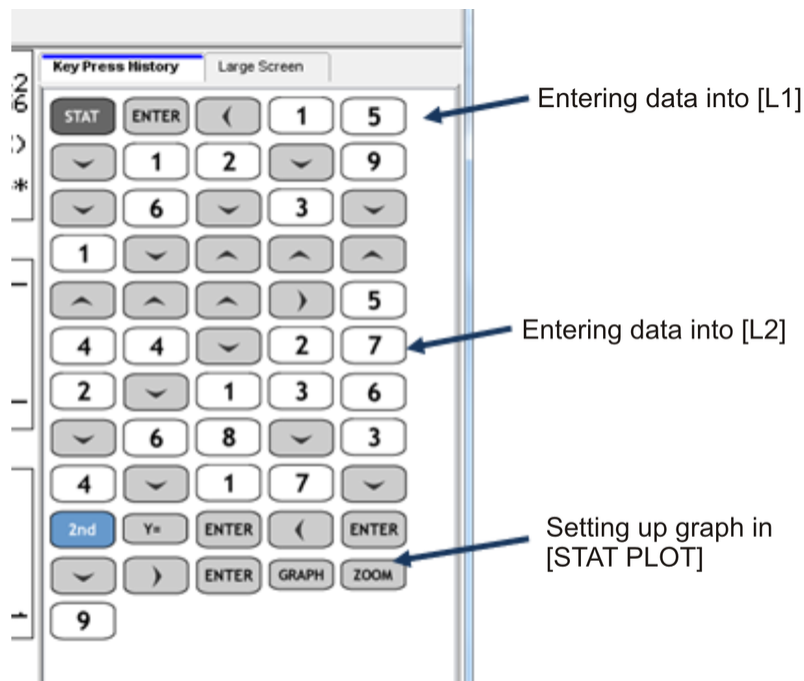 Key Press History Large Screen
STAT ENTER 1 5 Entering data into [L1]
1 2 9
6 3
1
5
4 4 2 7 Entering data into [L2]
2 1 3 6
6 8 3
4 1 7
2nd Y= ENTER ENTER Setting up graph in
[STAT PLOT]
ENTER GRAPH ZOOM
9